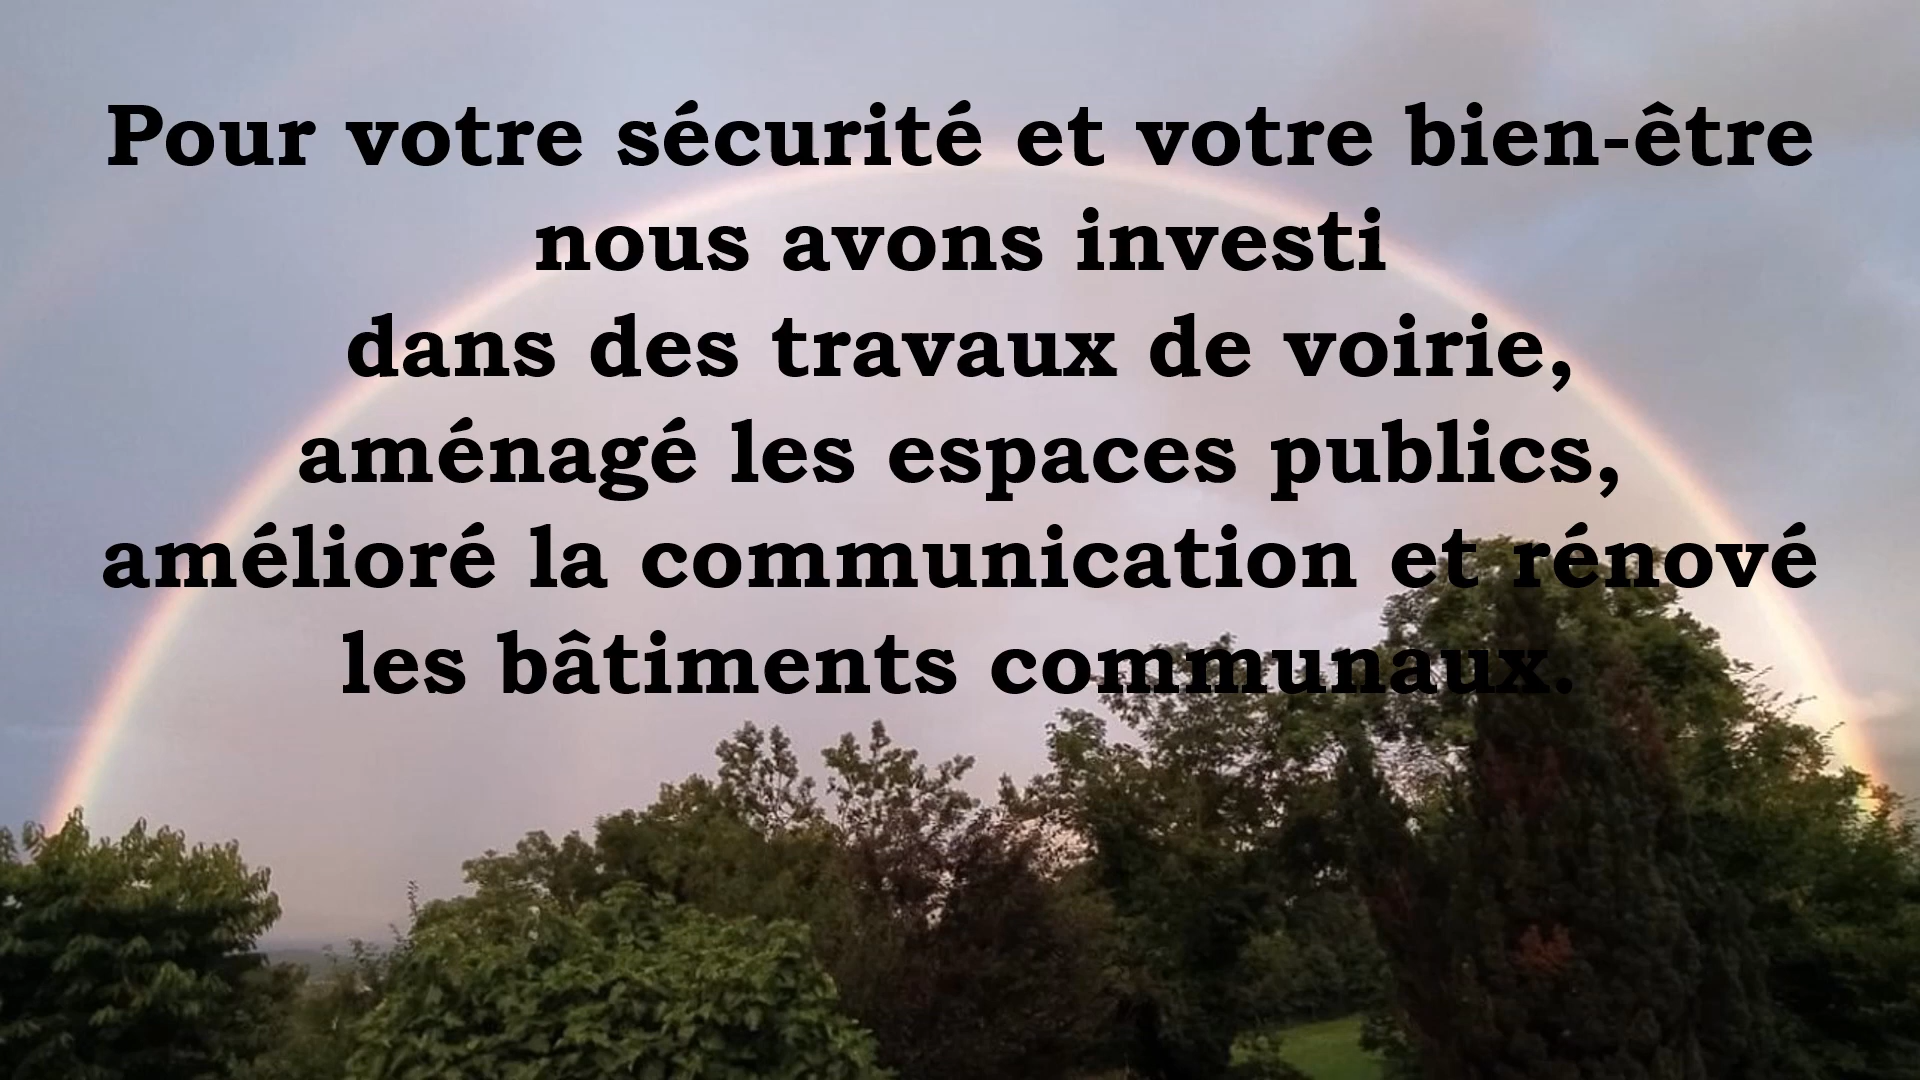 Pour votre sécurité et votre bien-être
nous avons investi
dans des travaux de voirie,
aménagé les espaces publics,
amélioré la communication et rénové
les bâtiments communaux.